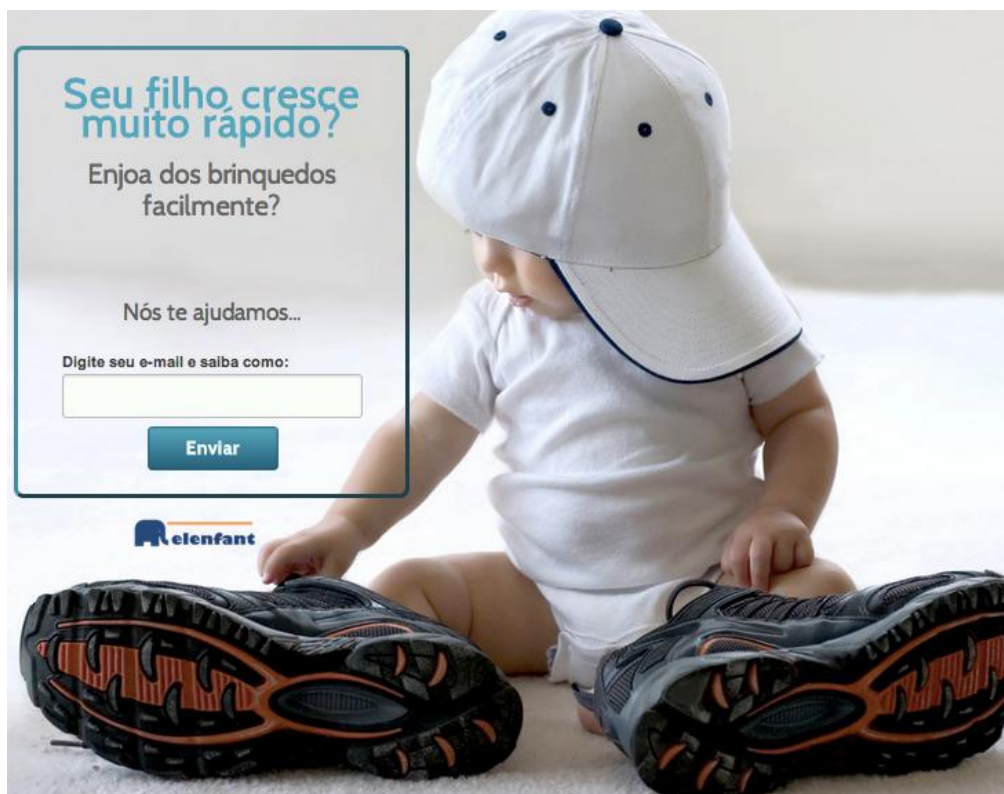 Seu filho cresce
muito rápido?
Enjoa dos brinquedos
facilmente?
Nós te ajudamos...
Digite seu e-mail e saiba como:
Enviar
elenfant